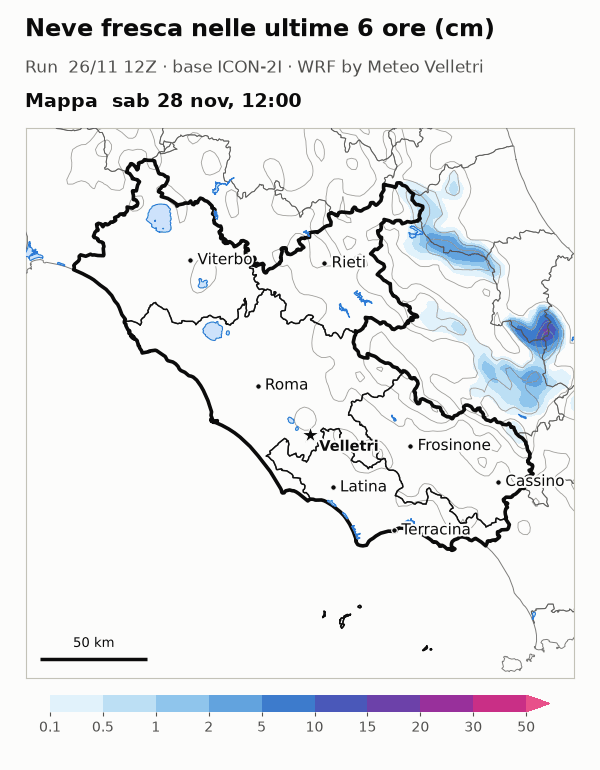 Neve fresca nelle ultime 6 ore (cm)
Run 26/11 12Z · base ICON-2I · WRF by Meteo Velletri
Mappa sab 28 nov, 12:00
Viterbo
Rieti
Roma
Velletri
Frosinone
Latina
Cassino
Terracina
50 km
0.1 0.5 1 2 5 10 15 20 30 50